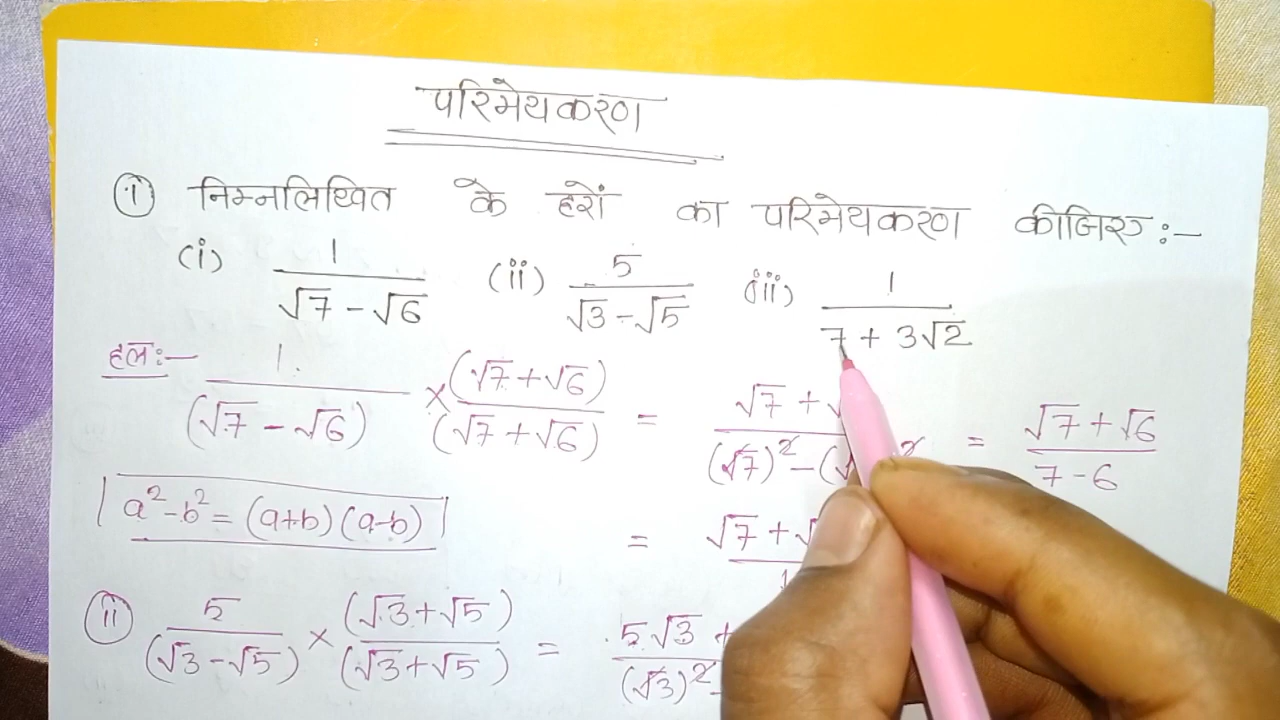 परिमेयकरण
① निम्नलिखित के हरों का परिमेयकरण कीजिए :-
(i) 1/(√7 - √6) (ii) 5/(√3 - √5) (iii) 1/(7 + 3√2)
हल :- 1/(√7 - √6) × (√7 + √6)/(√7 + √6) = √7 + √/(√7)² - (√ ² = √7 + √6/7 - 6
a² - b² = (a+b) (a-b)
= √7 + √/1
ⅱ 5/(√3 - √5) × (√3 + √5)/(√3 + √5) = 5√3 +/(√3)² -